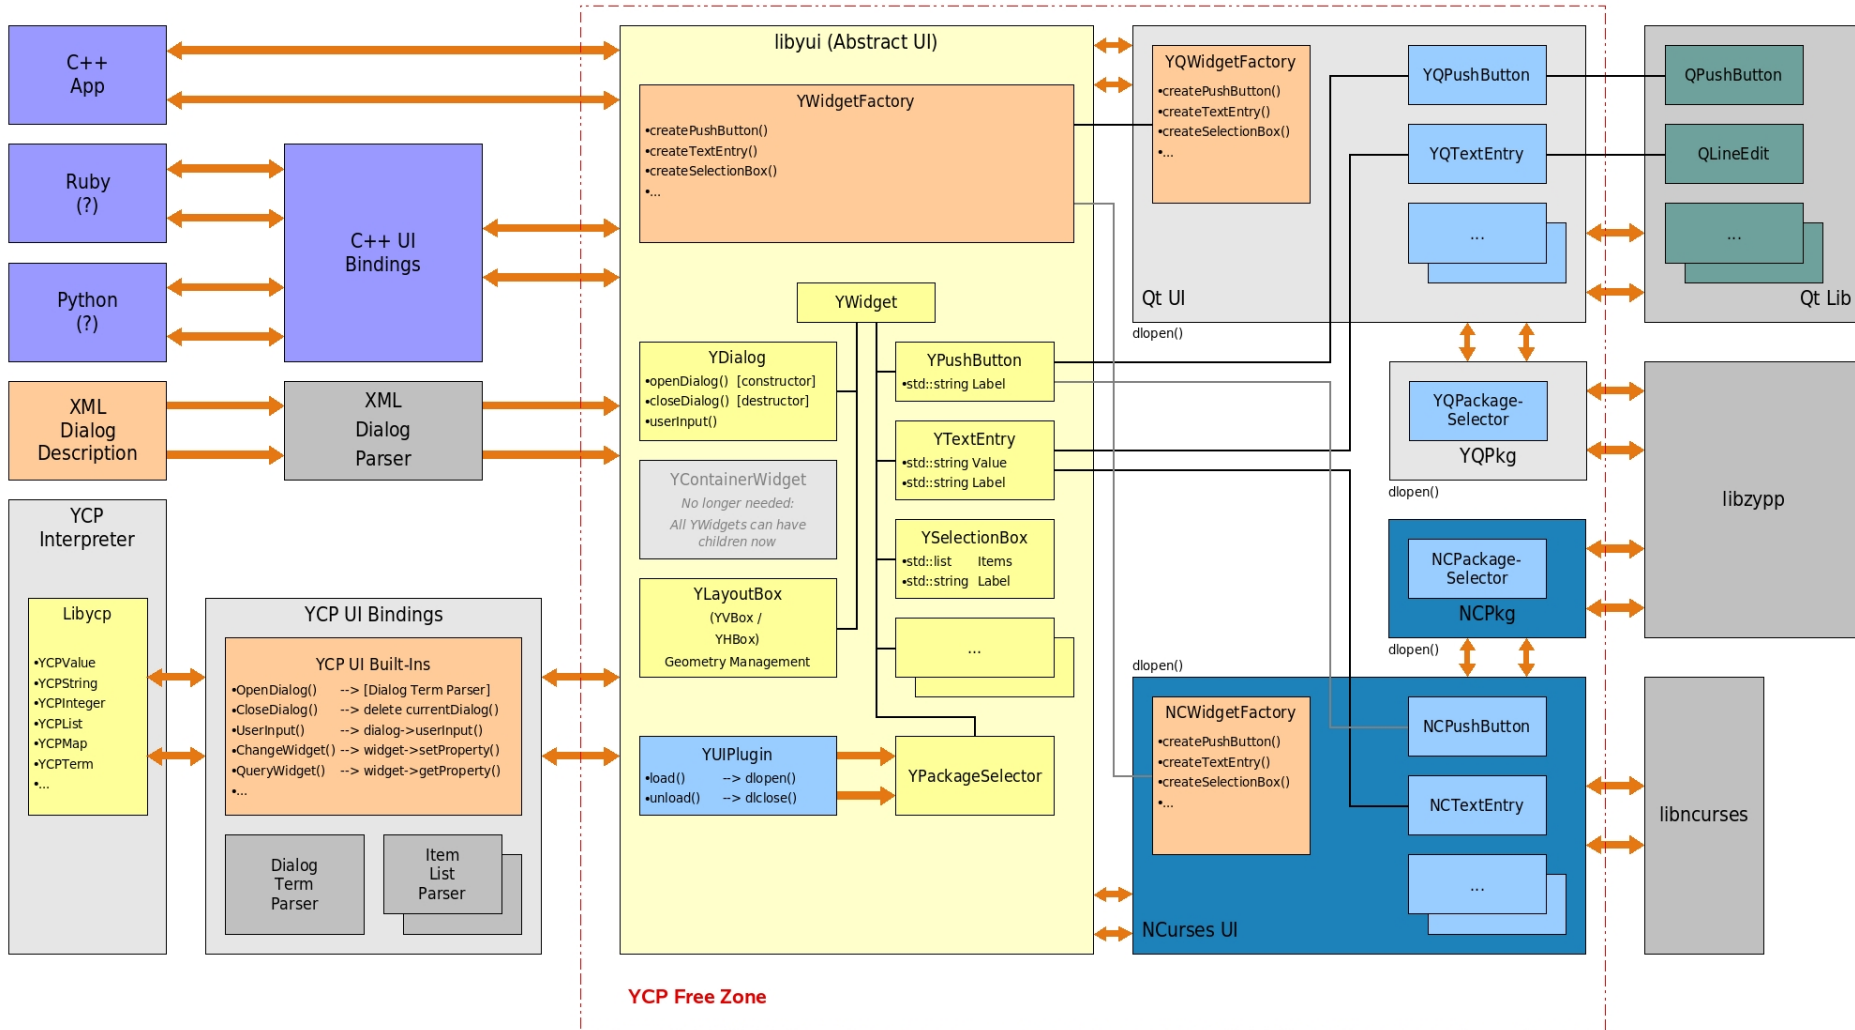 C++
App
Ruby
(?)
Python
(?)
C++ UI
Bindings
XML
Dialog
Description
XML
Dialog
Parser
YCP
Interpreter
Libycp
•YCPValue
•YCPString
•YCPInteger
•YCPList
•YCPMap
•YCPTerm
•...
YCP UI Bindings
YCP UI Built-Ins
•OpenDialog() --> [Dialog Term Parser]
•CloseDialog() --> delete currentDialog()
•UserInput() --> dialog->userInput()
•ChangeWidget() --> widget->setProperty()
•QueryWidget() --> widget->getProperty()
•...
Dialog
Term
Parser
Item
List
Parser
libyui (Abstract UI)
YWidgetFactory
•createPushButton()
•createTextEntry()
•createSelectionBox()
•...
YWidget
YDialog
•openDialog() [constructor]
•closeDialog() [destructor]
•userInput()
YContainerWidget
No longer needed:
All YWidgets can have
children now
YLayoutBox
(YVBox /
YHBox)
Geometry Management
YPushButton
•std::string Label
YTextEntry
•std::string Value
•std::string Label
YSelectionBox
•std::list Items
•std::string Label
...
YUIPlugin
•load() --> dlopen()
•unload() --> dlclose()
YPackageSelector
YCP Free Zone
YQWidgetFactory
•createPushButton()
•createTextEntry()
•createSelectionBox()
•...
YQPushButton
YQTextEntry
...
Qt UI
dlopen()
QPushButton
QLineEdit
...
Qt Lib
YQPackage-
Selector
YQPkg
dlopen()
NCPackage-
Selector
NCPkg
dlopen()
libzypp
dlopen()
NCWidgetFactory
•createPushButton()
•createTextEntry()
•createSelectionBox()
•...
NCPushButton
NCTextEntry
...
NCurses UI
libncurses